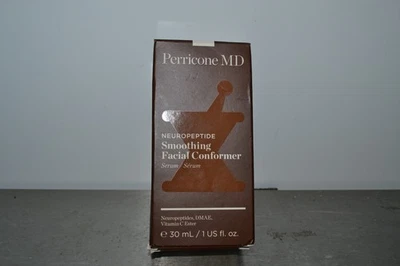 Perricone MD
NEUROPEPTIDE
Smoothing
Facial Conformer
Serum / Sérum
Neuropeptides, DMAE,
Vitamin C Ester
℮ 30 mL / 1 US fl. oz.